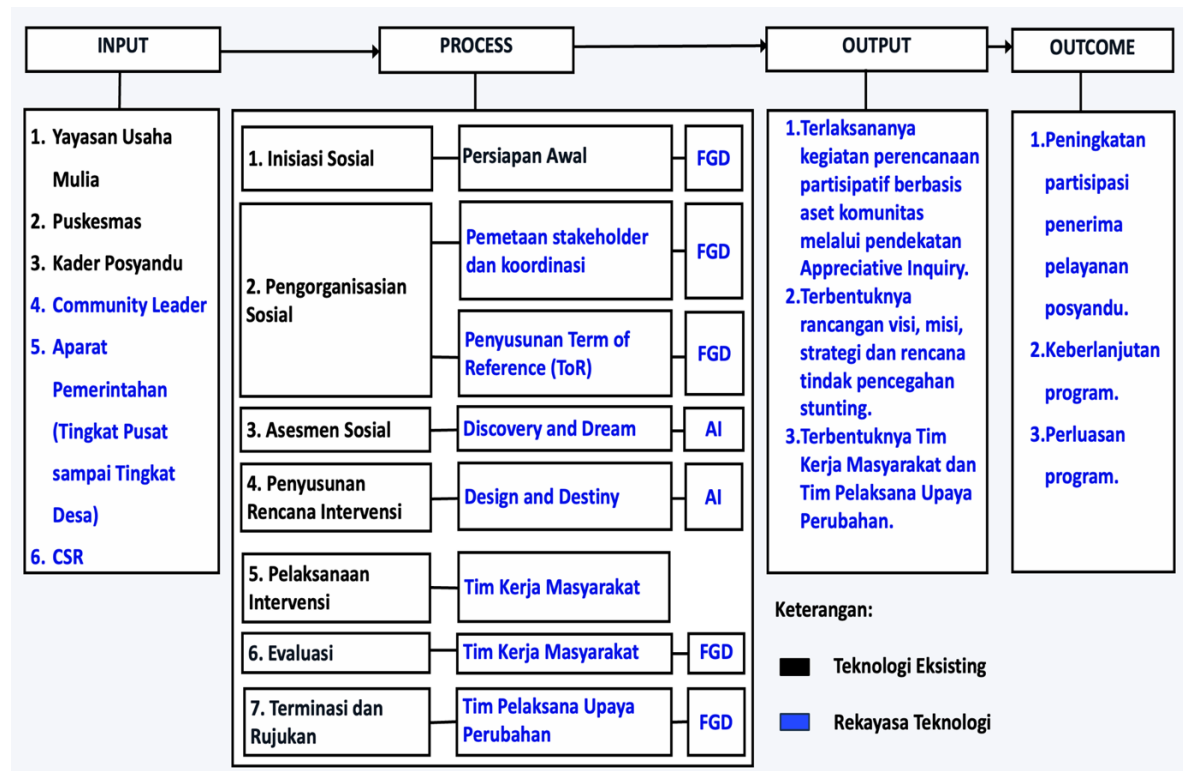 INPUT
PROCESS
OUTPUT
OUTCOME
1. Yayasan Usaha
Mulia
2. Puskesmas
3. Kader Posyandu
4. Community Leader
5. Aparat
Pemerintahan
(Tingkat Pusat
sampai Tingkat
Desa)
6. CSR
1. Inisiasi Sosial
Persiapan Awal
FGD
2. Pengorganisasian
Sosial
Pemetaan stakeholder
dan koordinasi
FGD
Penyusunan Term of
Reference (ToR)
FGD
3. Asesmen Sosial
Discovery and Dream
AI
4. Penyusunan
Rencana Intervensi
Design and Destiny
AI
5. Pelaksanaan
Intervensi
Tim Kerja Masyarakat
6. Evaluasi
Tim Kerja Masyarakat
FGD
7. Terminasi dan
Rujukan
Tim Pelaksana Upaya
Perubahan
FGD
1.Terlaksananya
kegiatan perencanaan
partisipatif berbasis
aset komunitas
melalui pendekatan
Appreciative Inquiry.
2.Terbentuknya
rancangan visi, misi,
strategi dan rencana
tindak pencegahan
stunting.
3.Terbentuknya Tim
Kerja Masyarakat dan
Tim Pelaksana Upaya
Perubahan.
1.Peningkatan
partisipasi
penerima
pelayanan
posyandu.
2.Keberlanjutan
program.
3.Perluasan
program.
Keterangan:
Teknologi Eksisting
Rekayasa Teknologi